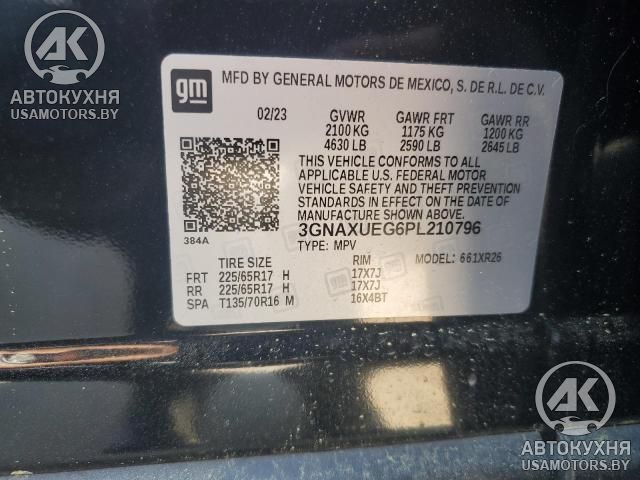 AK
АВТОКУХНЯ
USAMOTORS.BY
gm
MFD BY GENERAL MOTORS DE MEXICO, S. DE R.L. DE C.V.
02/23 GVWR GAWR FRT GAWR RR
2100 KG 1175 KG 1200 KG
4630 LB 2590 LB 2645 LB
THIS VEHICLE CONFORMS TO ALL
APPLICABLE U.S. FEDERAL MOTOR
VEHICLE SAFETY AND THEFT PREVENTION
STANDARDS IN EFFECT ON THE DATE OF
MANUFACTURE SHOWN ABOVE.
3GNAXUEG6PL210796
384A
TYPE: MPV MODEL: 661XR26
TIRE SIZE RIM
FRT 225/65R17 H 17X7J
RR 225/65R17 H 17X7J
SPA T135/70R16 M 16X4BT
AK
АВТОКУХНЯ
USAMOTORS.BY